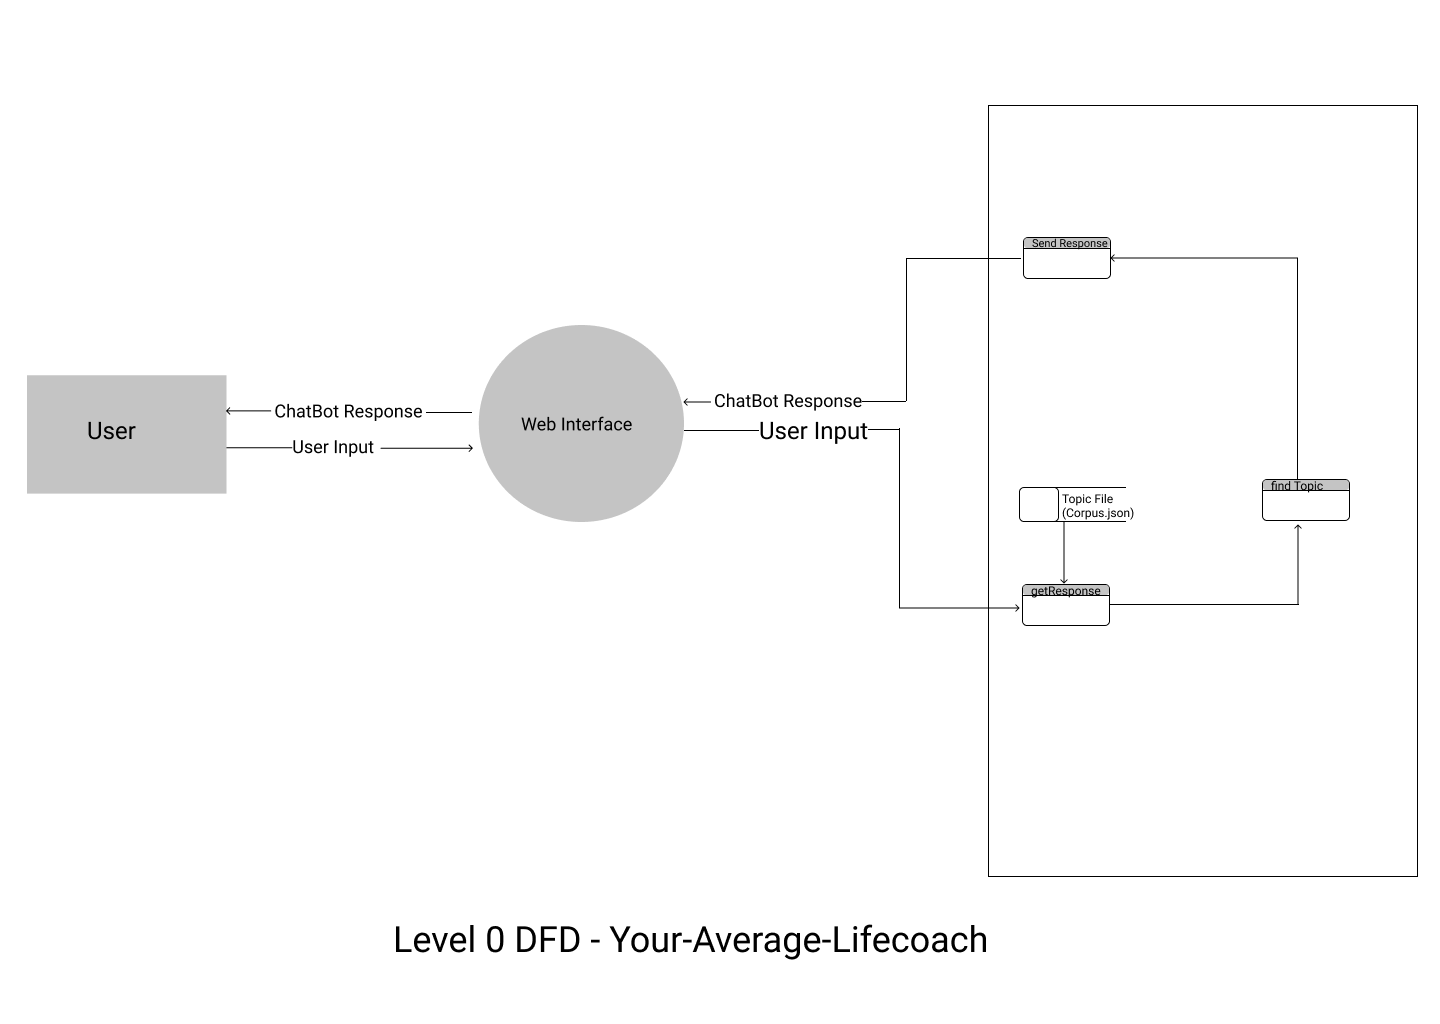 Send Response
ChatBot Response
ChatBot Response
User
Web Interface
User Input
User Input
find Topic
Topic File
(Corpus.json)
getResponse
Level 0 DFD - Your-Average-Lifecoach